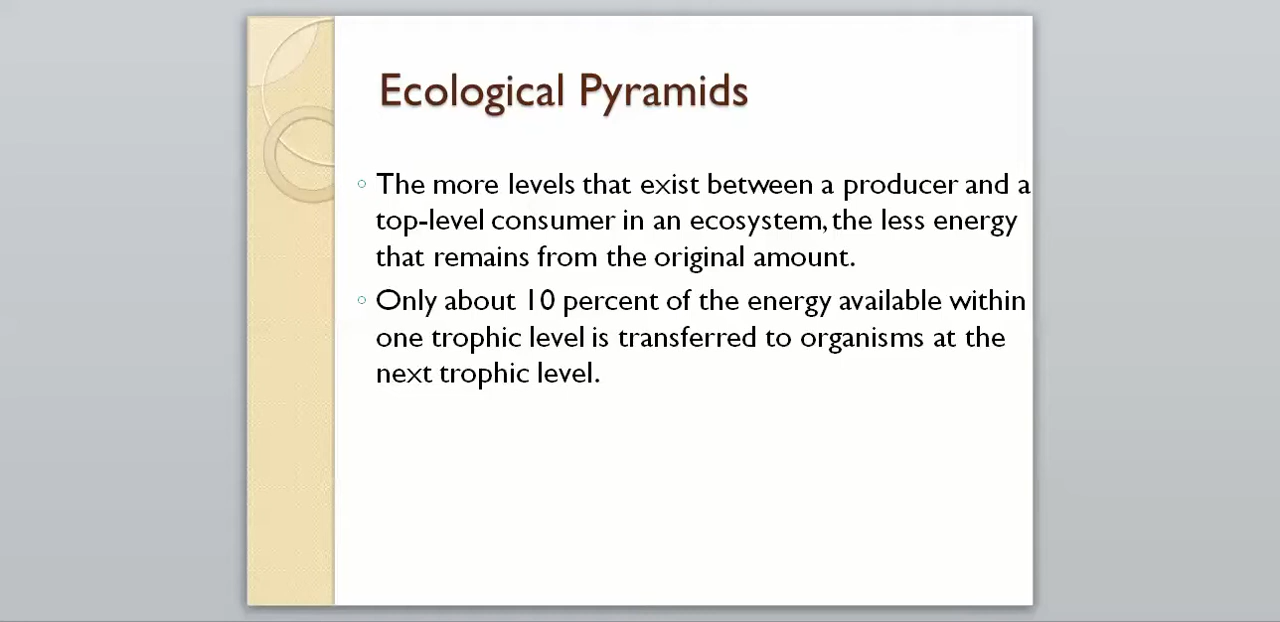 Ecological Pyramids
The more levels that exist between a producer and a
top-level consumer in an ecosystem, the less energy
that remains from the original amount.
Only about 10 percent of the energy available within
one trophic level is transferred to organisms at the
next trophic level.